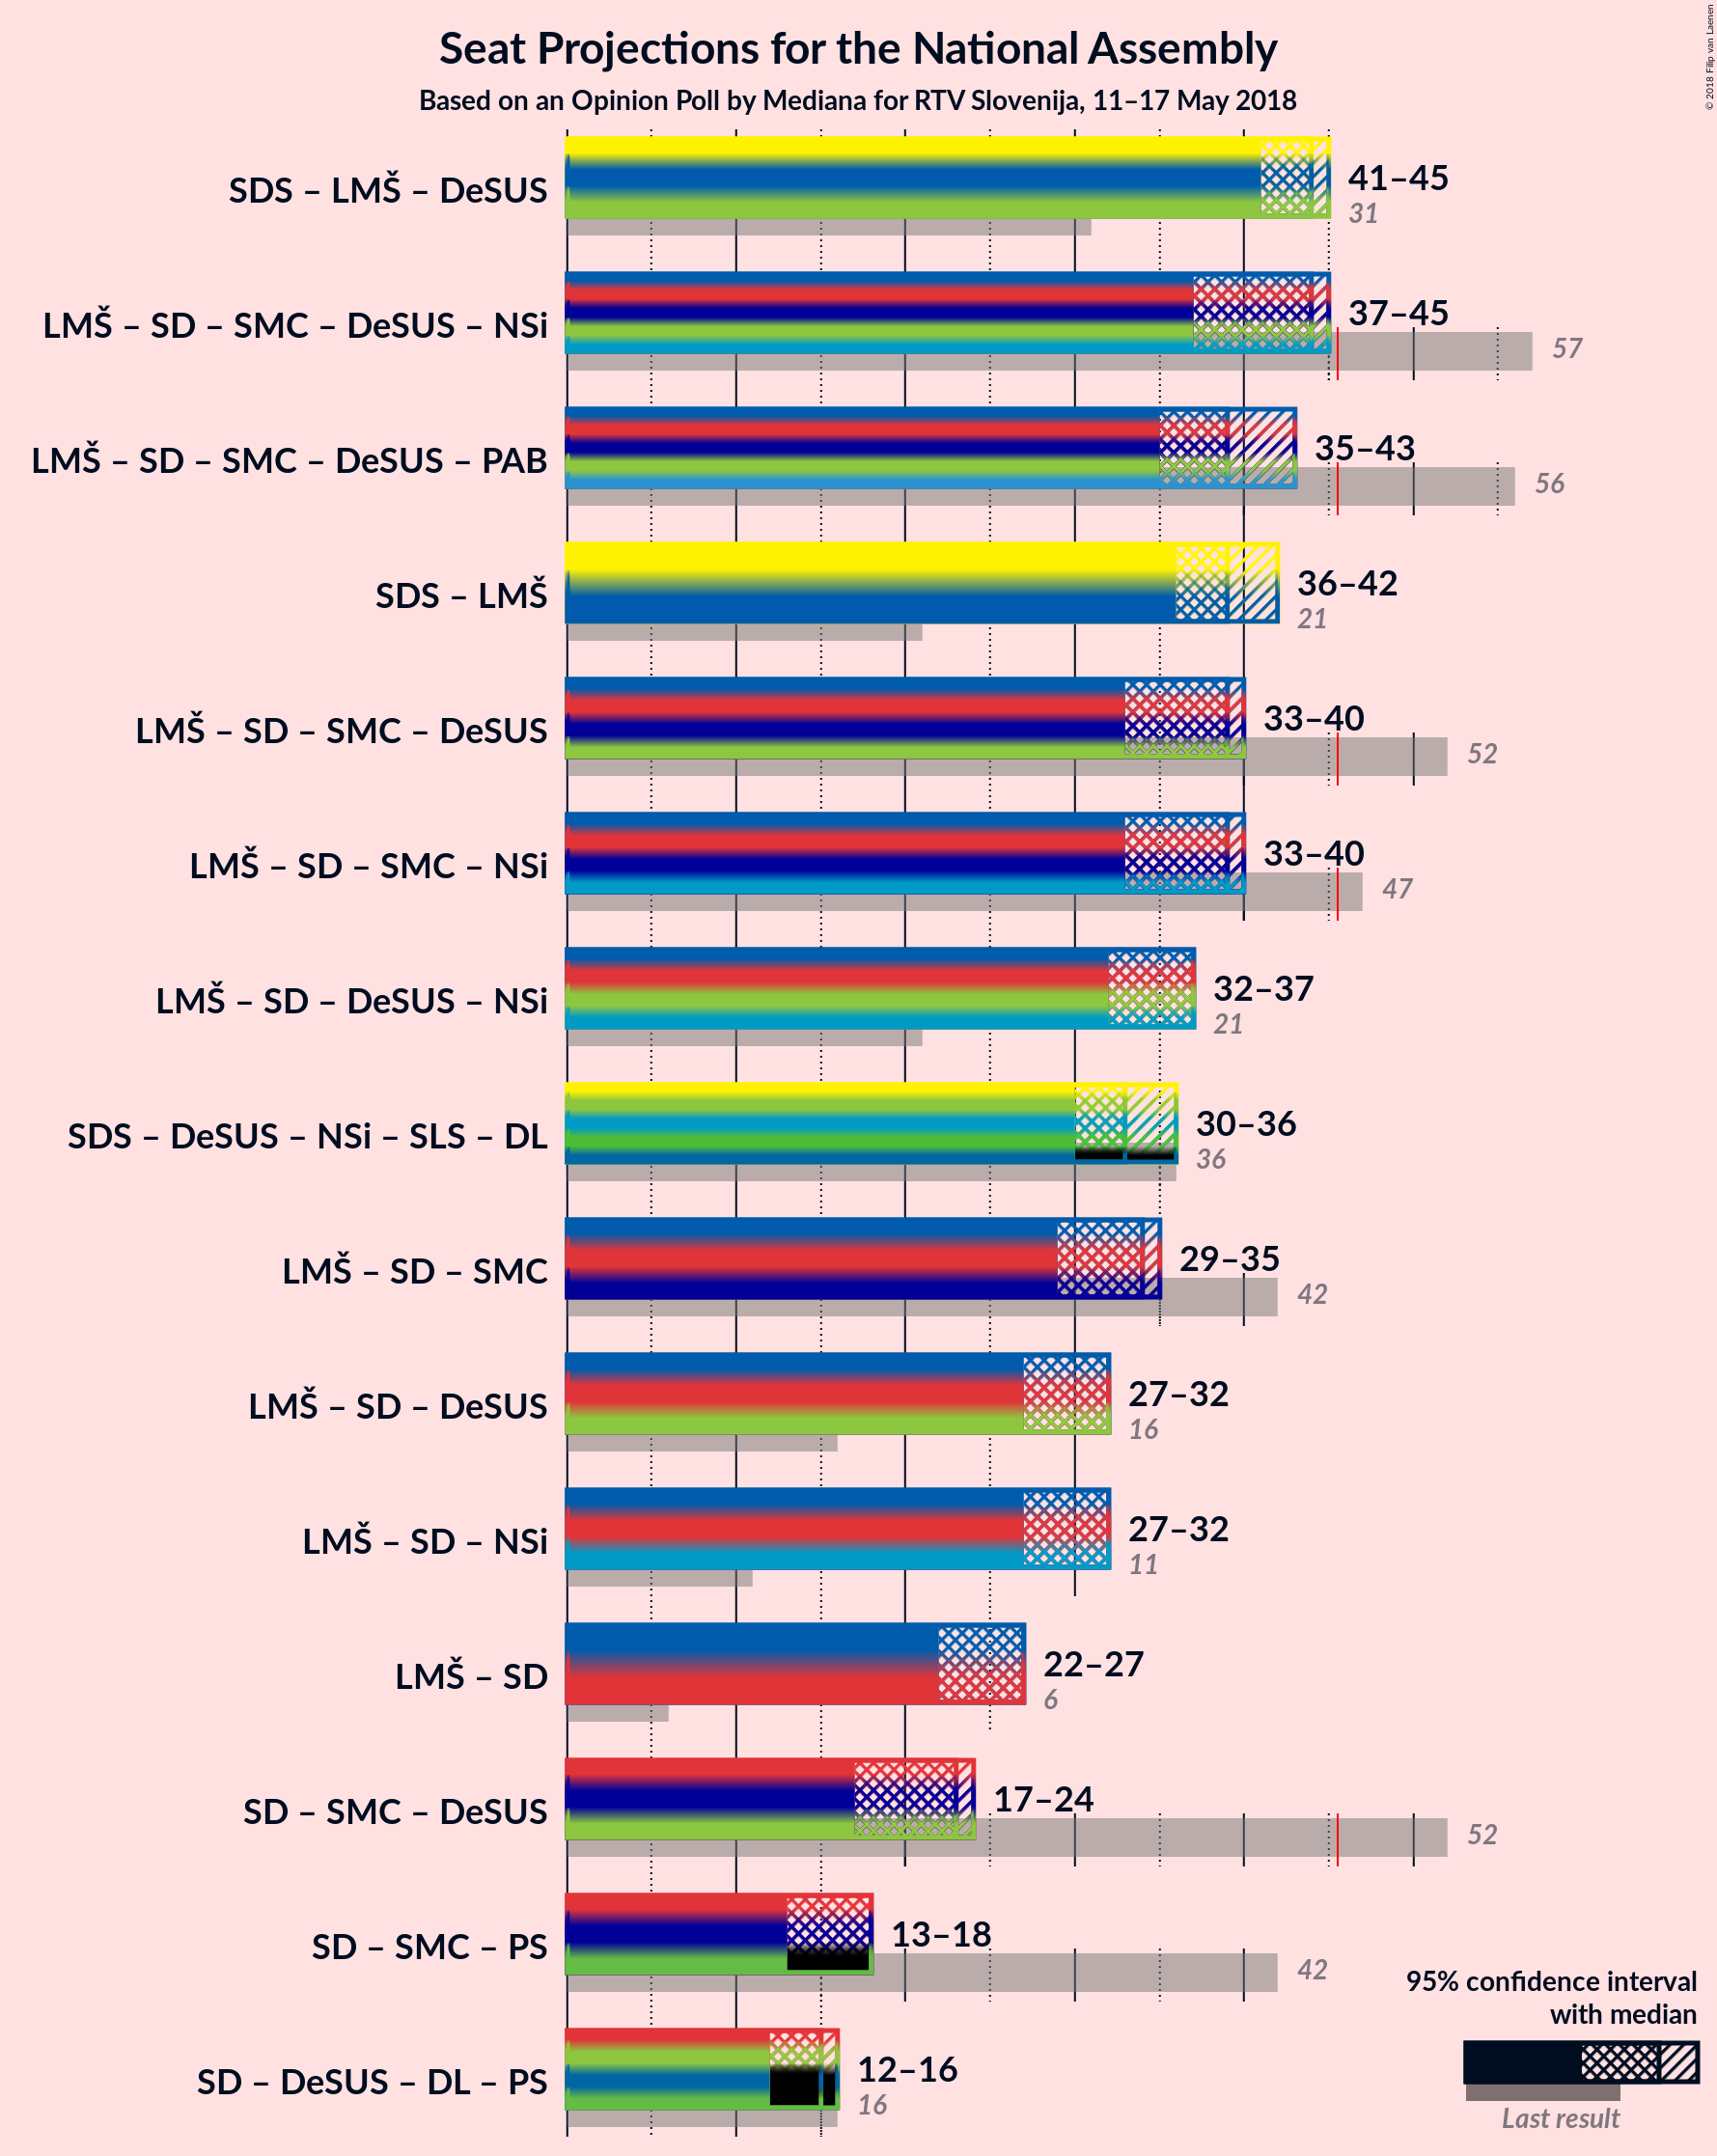 Seat Projections for the National Assembly
Based on an Opinion Poll by Mediana for RTV Slovenija, 11–17 May 2018
© 2018 Filip van Laenen
SDS – LMŠ – DeSUS
41–45
31
LMŠ – SD – SMC – DeSUS – NSi
37–45
57
LMŠ – SD – SMC – DeSUS – PAB
35–43
56
SDS – LMŠ
36–42
21
LMŠ – SD – SMC – DeSUS
33–40
52
LMŠ – SD – SMC – NSi
33–40
47
LMŠ – SD – DeSUS – NSi
32–37
21
SDS – DeSUS – NSi – SLS – DL
30–36
36
LMŠ – SD – SMC
29–35
42
LMŠ – SD – DeSUS
27–32
16
LMŠ – SD – NSi
27–32
11
LMŠ – SD
22–27
6
SD – SMC – DeSUS
17–24
52
SD – SMC – PS
13–18
42
SD – DeSUS – DL – PS
12–16
16
95% confidence interval
with median
Last result